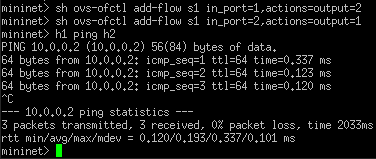 mininet> sh ovs-ofctl add-flow s1 in_port=1,actions=output=2
mininet> sh ovs-ofctl add-flow s1 in_port=2,actions=output=1
mininet> h1 ping h2
PING 10.0.0.2 (10.0.0.2) 56(84) bytes of data.
64 bytes from 10.0.0.2: icmp_seq=1 ttl=64 time=0.337 ms
64 bytes from 10.0.0.2: icmp_seq=2 ttl=64 time=0.123 ms
64 bytes from 10.0.0.2: icmp_seq=3 ttl=64 time=0.120 ms
^C
--- 10.0.0.2 ping statistics ---
3 packets transmitted, 3 received, 0% packet loss, time 2033ms
rtt min/avg/max/mdev = 0.120/0.193/0.337/0.101 ms
mininet>